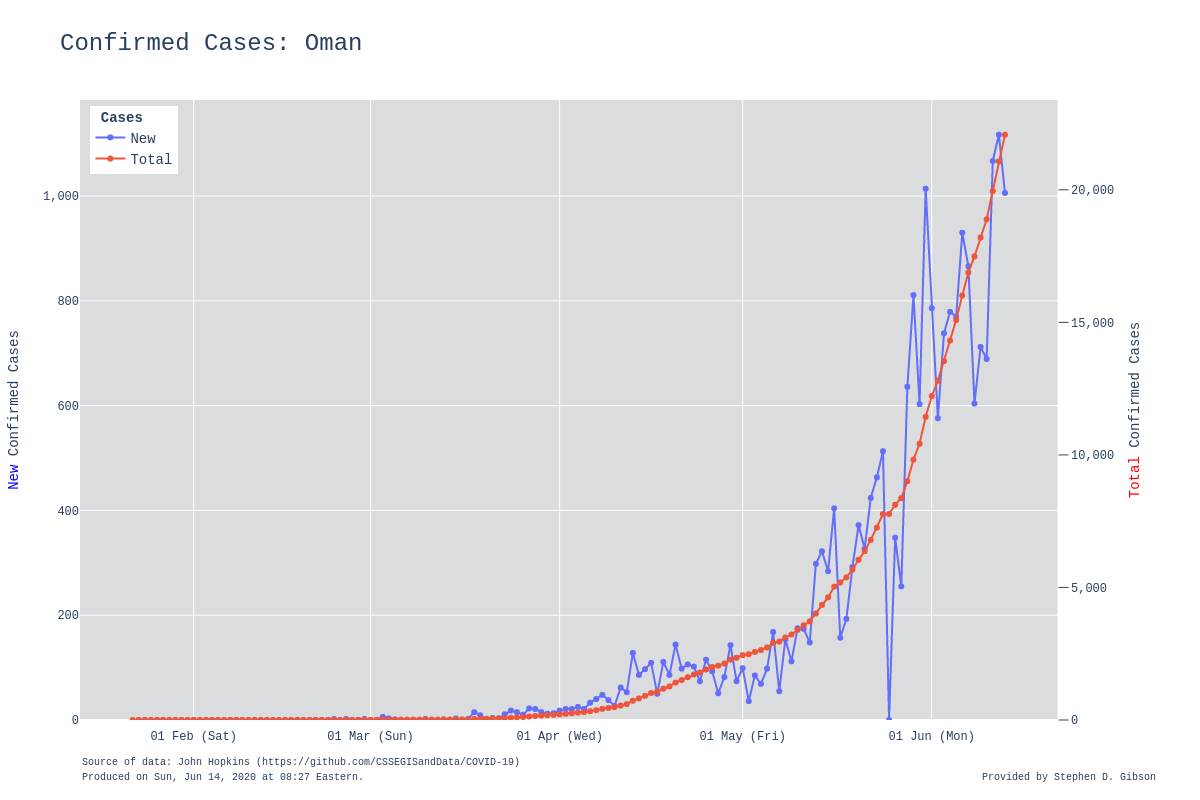 Confirmed Cases: Oman
Cases
New
Total
1,000
800
600
400
200
0
20,000
15,000
10,000
5,000
0
New Confirmed Cases
Total Confirmed Cases
01 Feb (Sat)
01 Mar (Sun)
01 Apr (Wed)
01 May (Fri)
01 Jun (Mon)
Source of data: John Hopkins (https://github.com/CSSEGISandData/COVID-19)
Produced on Sun, Jun 14, 2020 at 08:27 Eastern.
Provided by Stephen D. Gibson